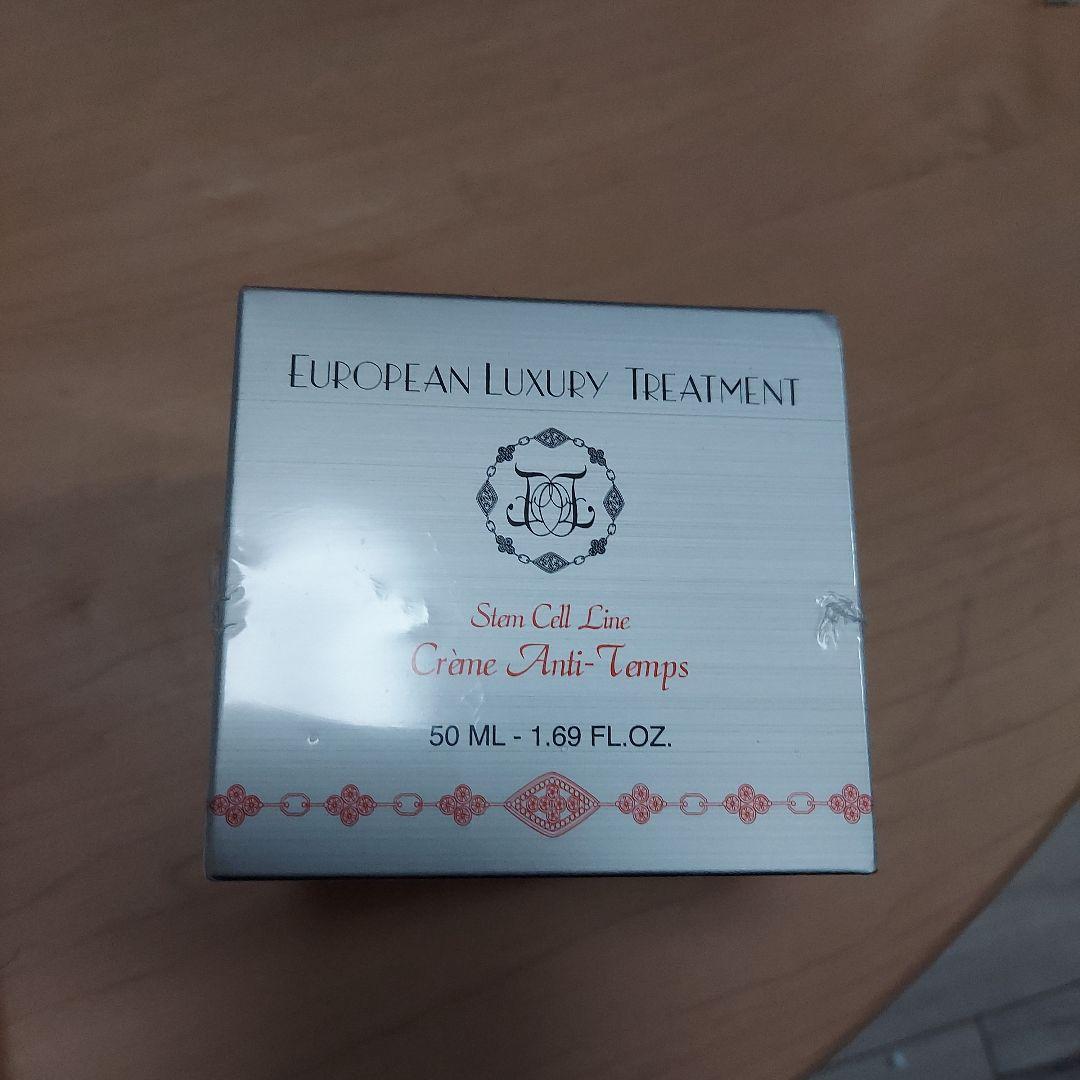 EUROPEAN LUXURY TREATMENT
Stem Cell Line
Crème Anti-Temps
50 ML - 1.69 FL.OZ.